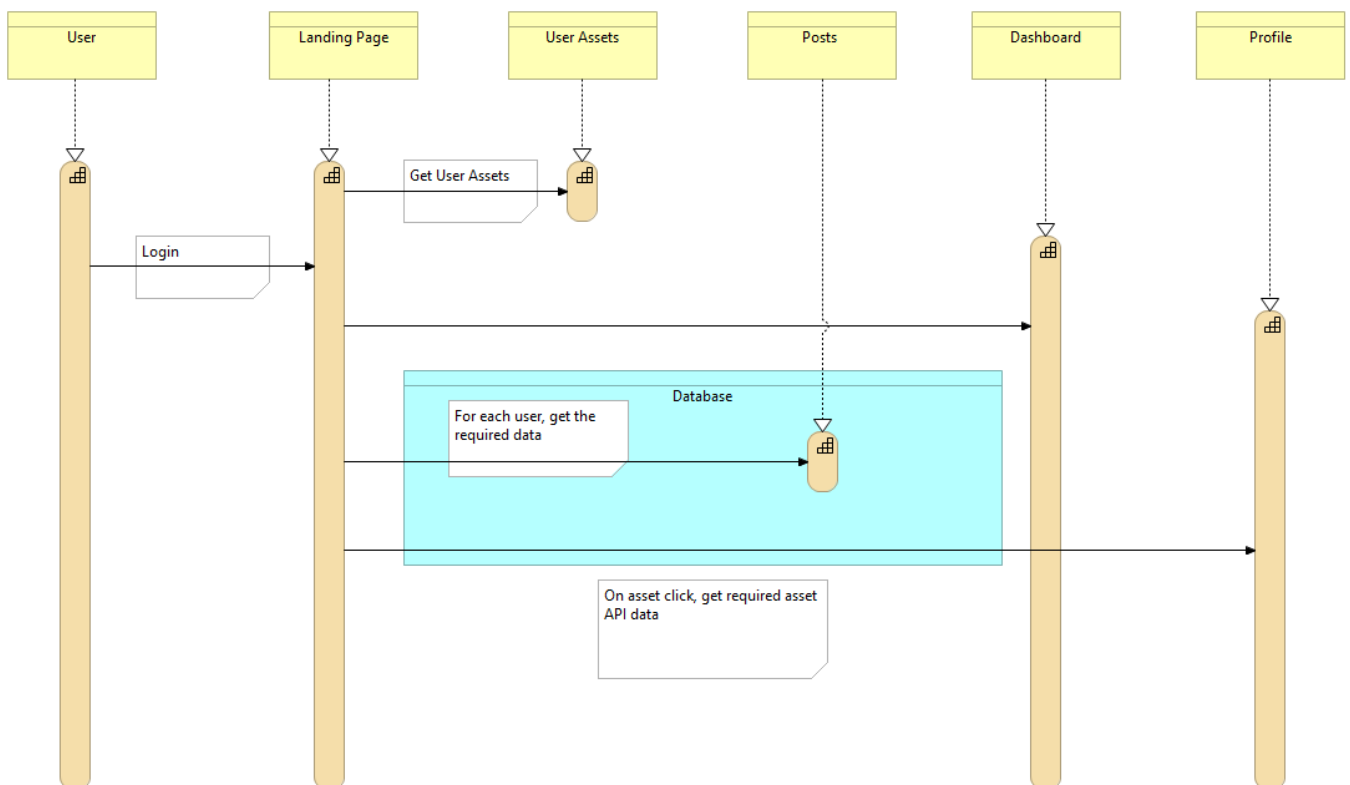 User
Landing Page
User Assets
Posts
Dashboard
Profile
Get User Assets
Login
Database
For each user, get the
required data
On asset click, get required asset
API data